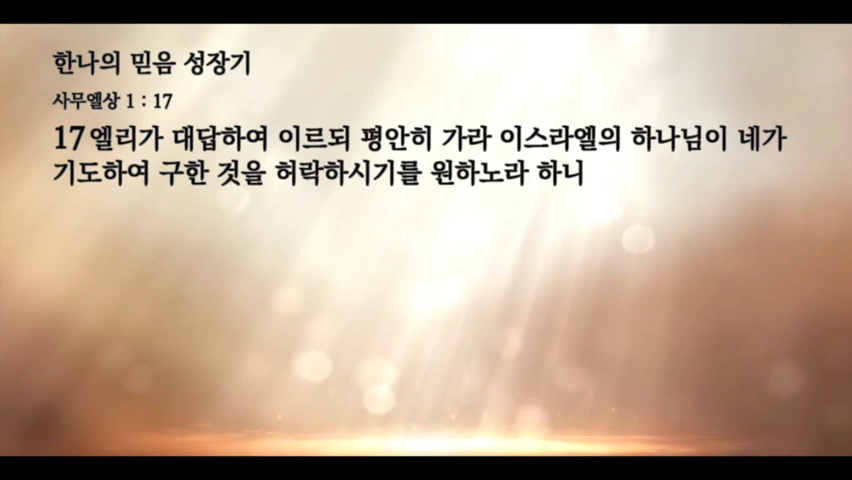 한나의 믿음 성장기
사무엘상 1 : 17
17 엘리가 대답하여 이르되 평안히 가라 이스라엘의 하나님이 네가
기도하여 구한 것을 허락하시기를 원하노라 하니